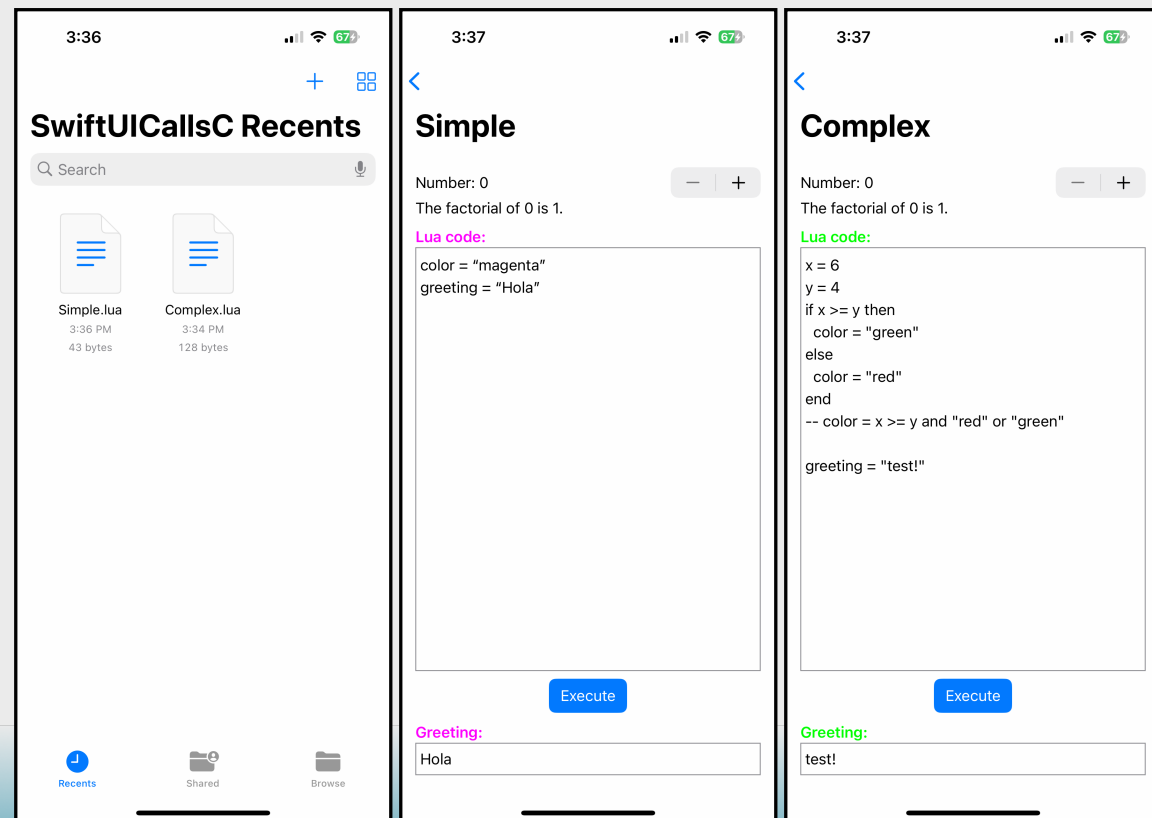 3:36
67
SwiftUICallsC Recents
Search
Simple.lua
3:36 PM
43 bytes
Complex.lua
3:34 PM
128 bytes
Recents
Shared
Browse
3:37
67
Simple
Number: 0
The factorial of 0 is 1.
Lua code:
color = “magenta”
greeting = “Hola”
Execute
Greeting:
Hola
3:37
67
Complex
Number: 0
The factorial of 0 is 1.
Lua code:
x = 6
y = 4
if x >= y then
  color = "green"
else
  color = "red"
end
-- color = x >= y and "red" or "green"
greeting = "test!"
Execute
Greeting:
test!